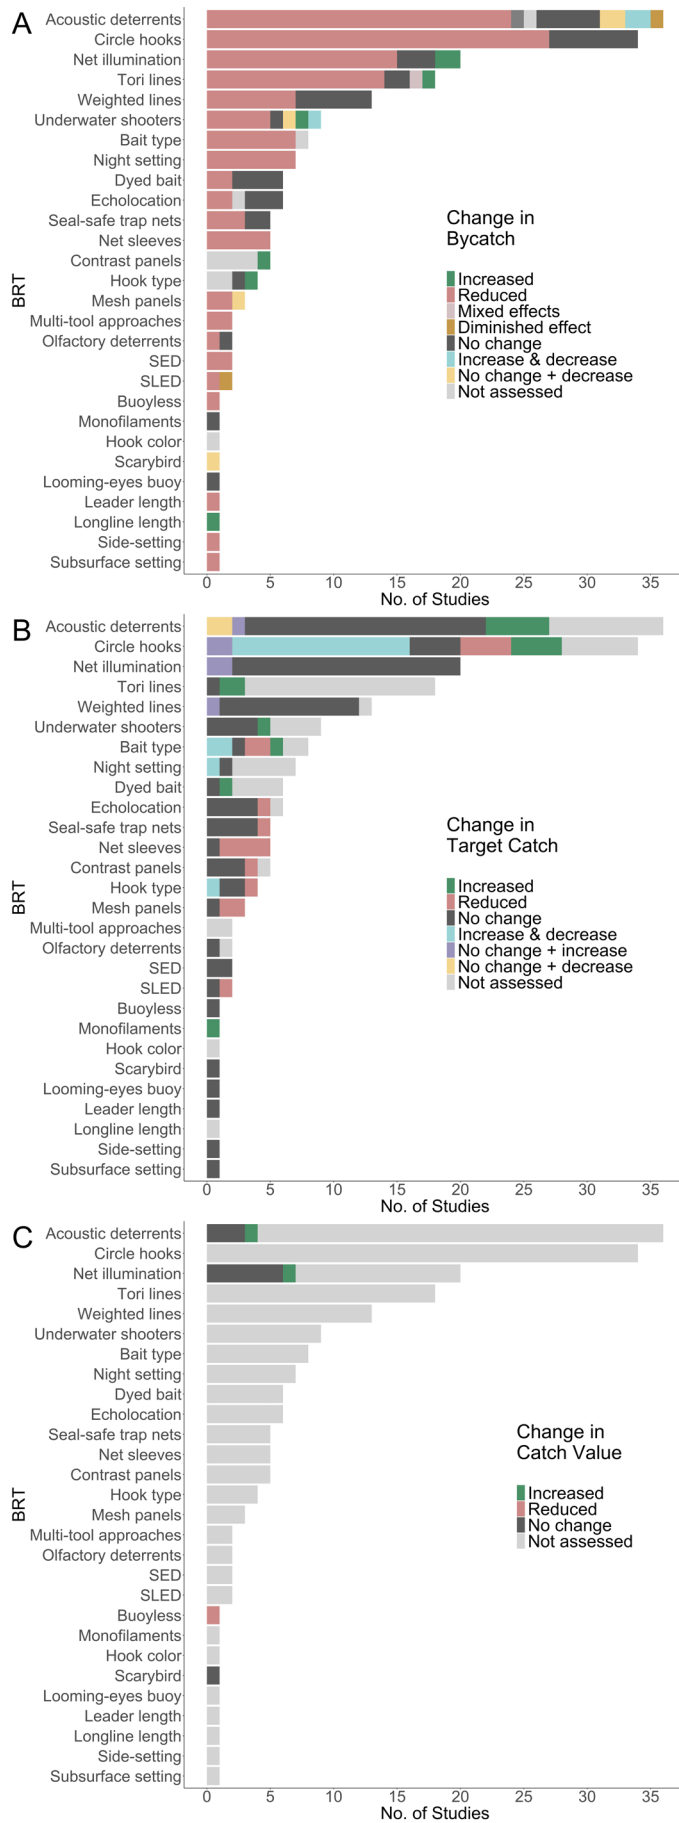 A
Acoustic deterrents
Circle hooks
Net illumination
Tori lines
Weighted lines
Underwater shooters
Bait type
Night setting
Dyed bait
Echolocation
Seal-safe trap nets
Net sleeves
Contrast panels
Hook type
Mesh panels
Multi-tool approaches
Olfactory deterrents
SED
SLED
Buoyless
Monofilaments
Hook color
Scarybird
Looming-eyes buoy
Leader length
Longline length
Side-setting
Subsurface setting
BRT
0 5 10 15 20 25 30 35
No. of Studies
Change in
Bycatch
Increased
Reduced
Mixed effects
Diminished effect
No change
Increase & decrease
No change + decrease
Not assessed
B
Acoustic deterrents
Circle hooks
Net illumination
Tori lines
Weighted lines
Underwater shooters
Bait type
Night setting
Dyed bait
Echolocation
Seal-safe trap nets
Net sleeves
Contrast panels
Hook type
Mesh panels
Multi-tool approaches
Olfactory deterrents
SED
SLED
Buoyless
Monofilaments
Hook color
Scarybird
Looming-eyes buoy
Leader length
Longline length
Side-setting
Subsurface setting
BRT
0 5 10 15 20 25 30 35
No. of Studies
Change in
Target Catch
Increased
Reduced
No change
Increase & decrease
No change + increase
No change + decrease
Not assessed
C
Acoustic deterrents
Circle hooks
Net illumination
Tori lines
Weighted lines
Underwater shooters
Bait type
Night setting
Dyed bait
Echolocation
Seal-safe trap nets
Net sleeves
Contrast panels
Hook type
Mesh panels
Multi-tool approaches
Olfactory deterrents
SED
SLED
Buoyless
Monofilaments
Hook color
Scarybird
Looming-eyes buoy
Leader length
Longline length
Side-setting
Subsurface setting
BRT
0 5 10 15 20 25 30 35
No. of Studies
Change in
Catch Value
Increased
Reduced
No change
Not assessed